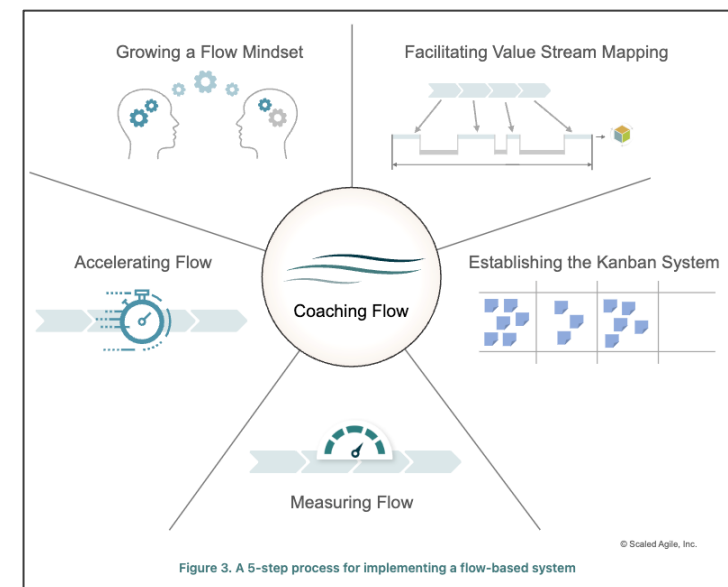 Growing a Flow Mindset
Facilitating Value Stream Mapping
Accelerating Flow
Coaching Flow
Establishing the Kanban System
Measuring Flow
© Scaled Agile, Inc.
Figure 3. A 5-step process for implementing a flow-based system